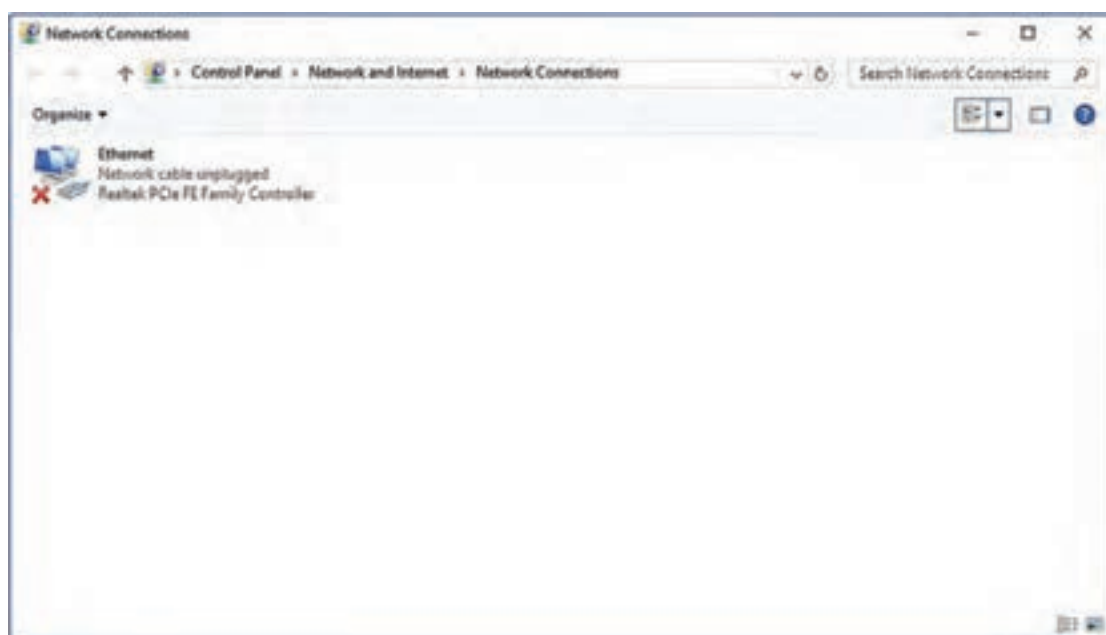 Network Connections
Control Panel > Network and Internet > Network Connections
Search Network Connections
Organize
Ethernet
Network cable unplugged
Realtek PCIe FE Family Controller